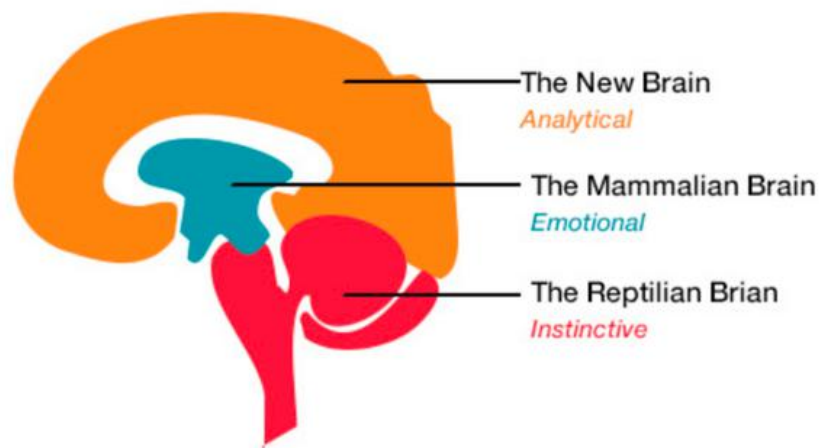 The New Brain
Analytical
The Mammalian Brain
Emotional
The Reptilian Brian
Instinctive